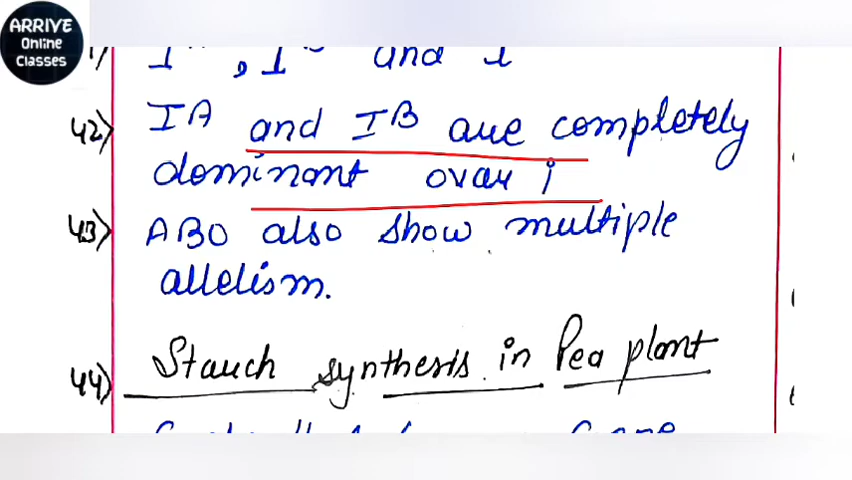 ARRIVE
Online
Classes
and i
42) IA and IB are completely
dominant over i
43) ABO also show multiple
allelism.
44) Starch synthesis in Pea plant